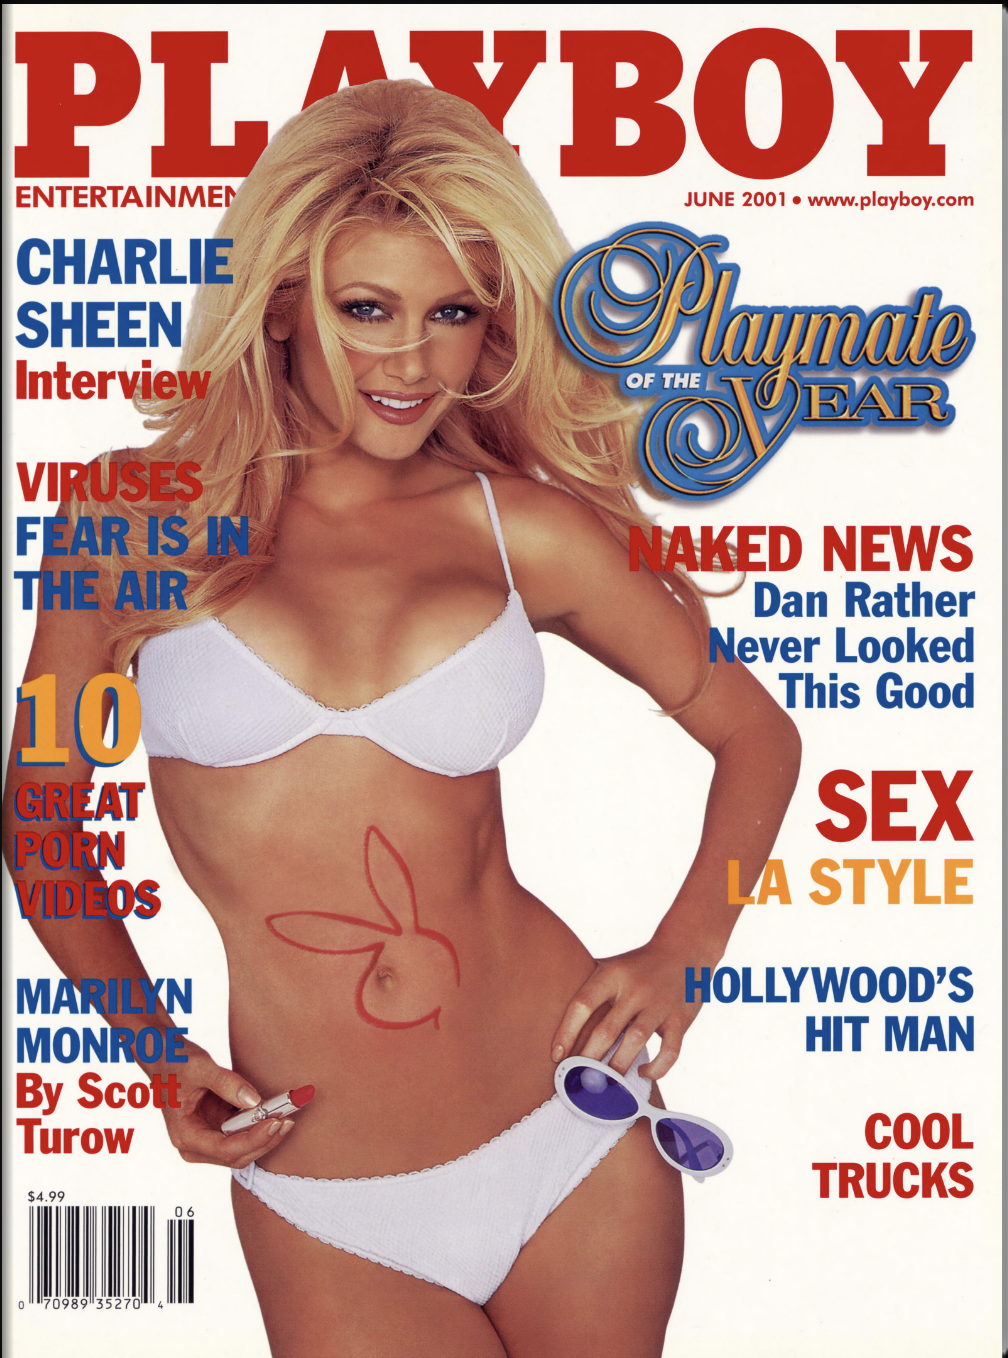 PLAYBOY
ENTERTAINMEN
JUNE 2001 • www.playboy.com
CHARLIE
SHEEN
Interview
Playmate
OF THE
YEAR
VIRUSES
FEAR IS IN
THE AIR
NAKED NEWS
Dan Rather
Never Looked
This Good
10
GREAT
PORN
VIDEOS
SEX
LA STYLE
MARILYN
MONROE
By Scott
Turow
HOLLYWOOD'S
HIT MAN
COOL
TRUCKS
$4.99
06
0 70989 35270 4